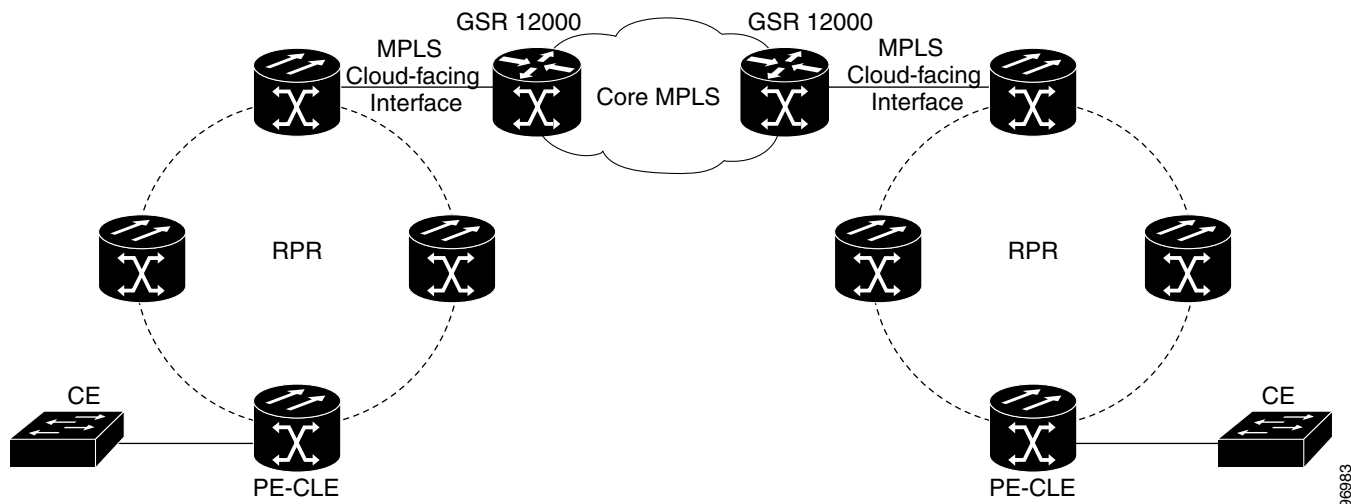 GSR 12000
GSR 12000
MPLS
Cloud-facing
Interface
Core MPLS
MPLS
Cloud-facing
Interface
RPR
RPR
CE
CE
PE-CLE
PE-CLE
96983